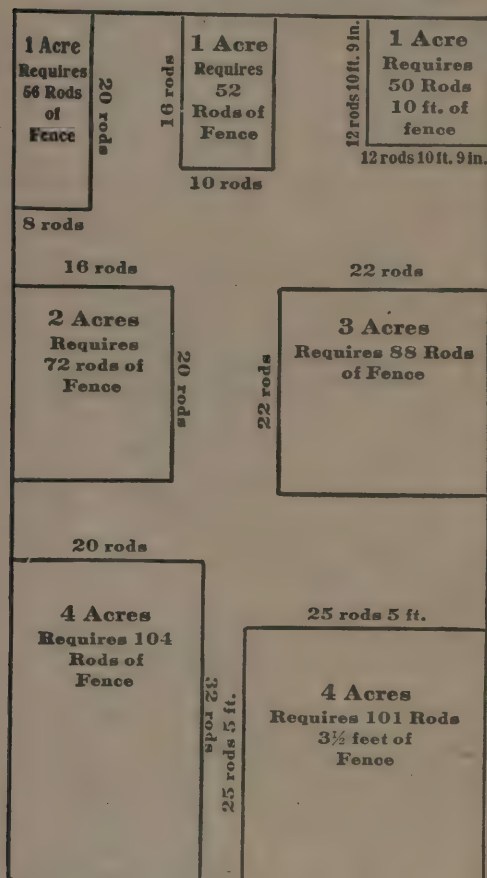 1 Acre
Requires
56 Rods
of
Fence
20 rods
8 rods
1 Acre
Requires
52
Rods of
Fence
16 rods
10 rods
1 Acre
Requires
50 Rods
10 ft. of
fence
12 rods 10 ft. 9 in.
12 rods 10 ft. 9 in.
16 rods
2 Acres
Requires
72 rods of
Fence
20 rods
22 rods
3 Acres
Requires 88 Rods
of Fence
22 rods
20 rods
4 Acres
Requires 104
Rods of
Fence
32 rods
25 rods 5 ft.
4 Acres
Requires 101 Rods
3½ feet of
Fence
25 rods 5 ft.